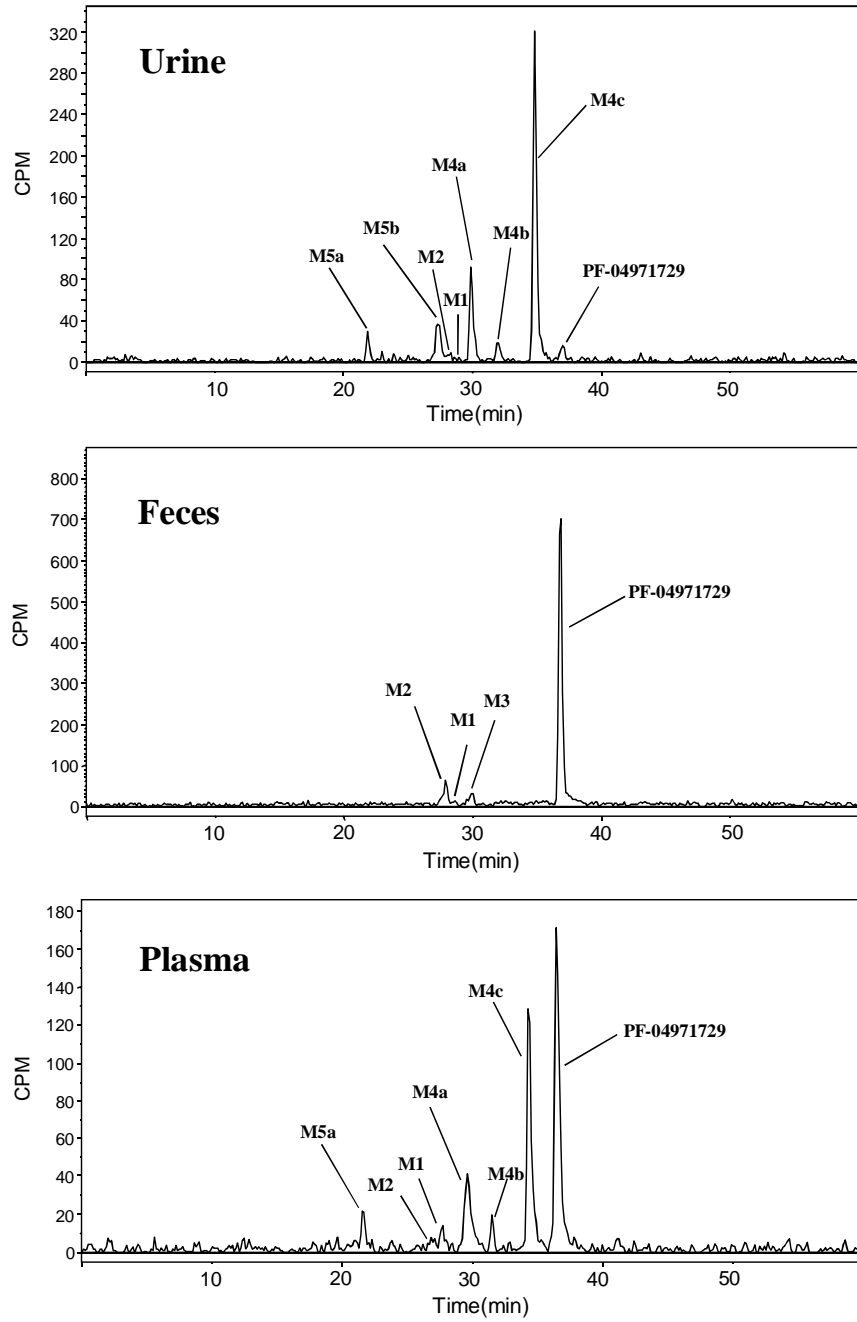 Urine
CPM
320
280
240
200
160
120
80
40
0
M5a
M5b
M2
M1
M4a
M4b
M4c
PF-04971729
10
20
30
40
50
Time(min)
Feces
CPM
800
700
600
500
400
300
200
100
0
M2
M1
M3
PF-04971729
10
20
30
40
50
Time(min)
Plasma
CPM
180
160
140
120
100
80
60
40
20
0
M5a
M2
M1
M4a
M4c
M4b
PF-04971729
10
20
30
40
50
Time(min)